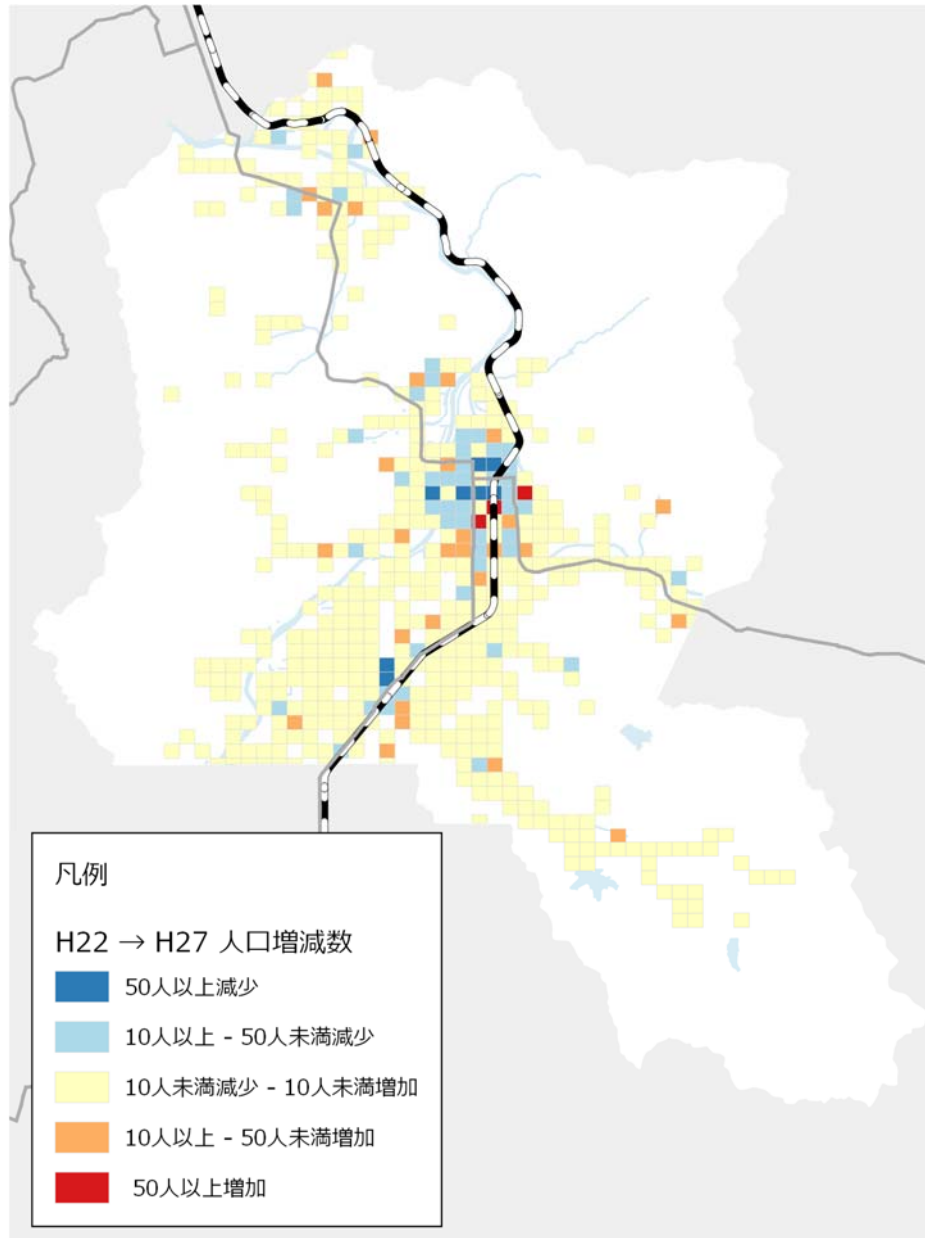 凡例
H22 → H27 人口増減数
50人以上減少
10人以上 - 50人未満減少
10人未満減少 - 10人未満増加
10人以上 - 50人未満増加
50人以上増加